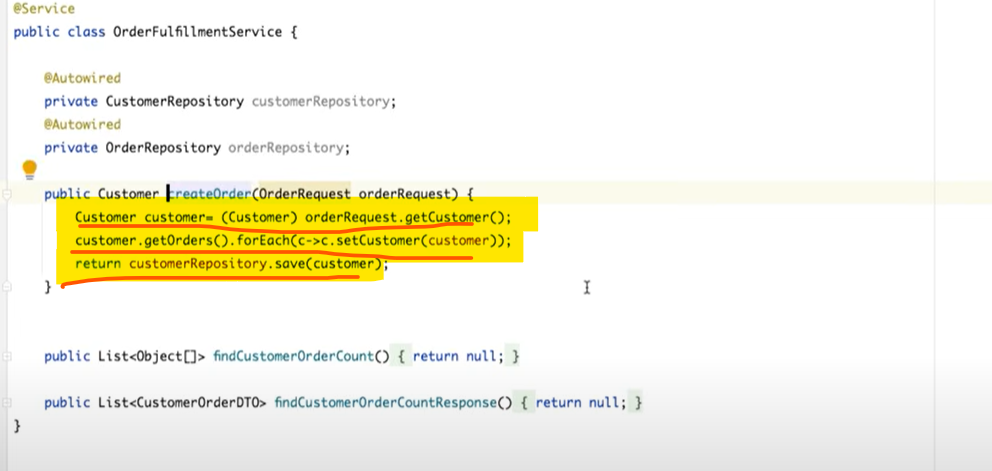 @Service
public class OrderFulfillmentService {
@Autowired
private CustomerRepository customerRepository;
@Autowired
private OrderRepository orderRepository;
public Customer createOrder(OrderRequest orderRequest) {
Customer customer= (Customer) orderRequest.getCustomer();
customer.getOrders().forEach(c->c.setCustomer(customer));
return customerRepository.save(customer);
}
public List<Object[]> findCustomerOrderCount() { return null; }
public List<CustomerOrderDTO> findCustomerOrderCountResponse() { return null; }
}